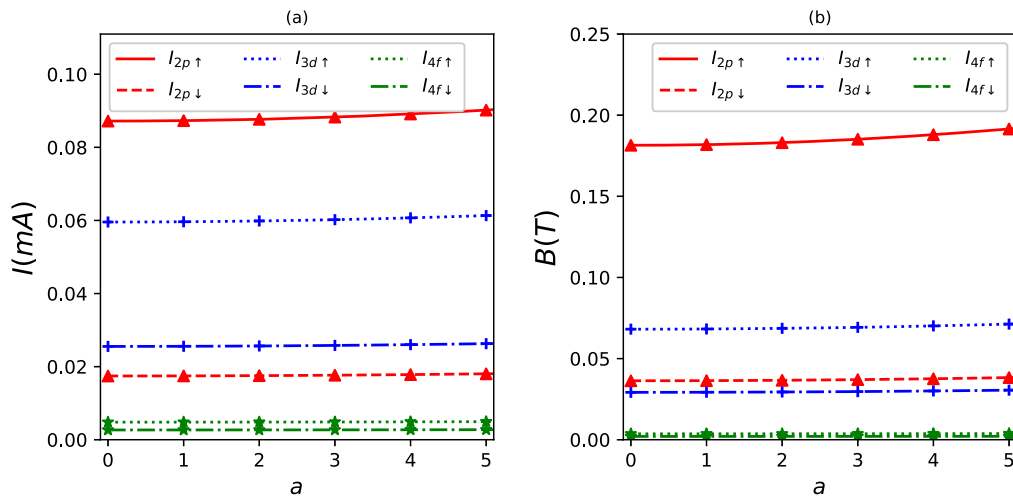 (a)
I2p↑ I3d↑ I4f↑
I2p↓ I3d↓ I4f↓
I(mA)
0.10
0.08
0.06
0.04
0.02
0.00
0 1 2 3 4 5
a
(b)
I2p↑ I3d↑ I4f↑
I2p↓ I3d↓ I4f↓
B(T)
0.25
0.20
0.15
0.10
0.05
0.00
0 1 2 3 4 5
a